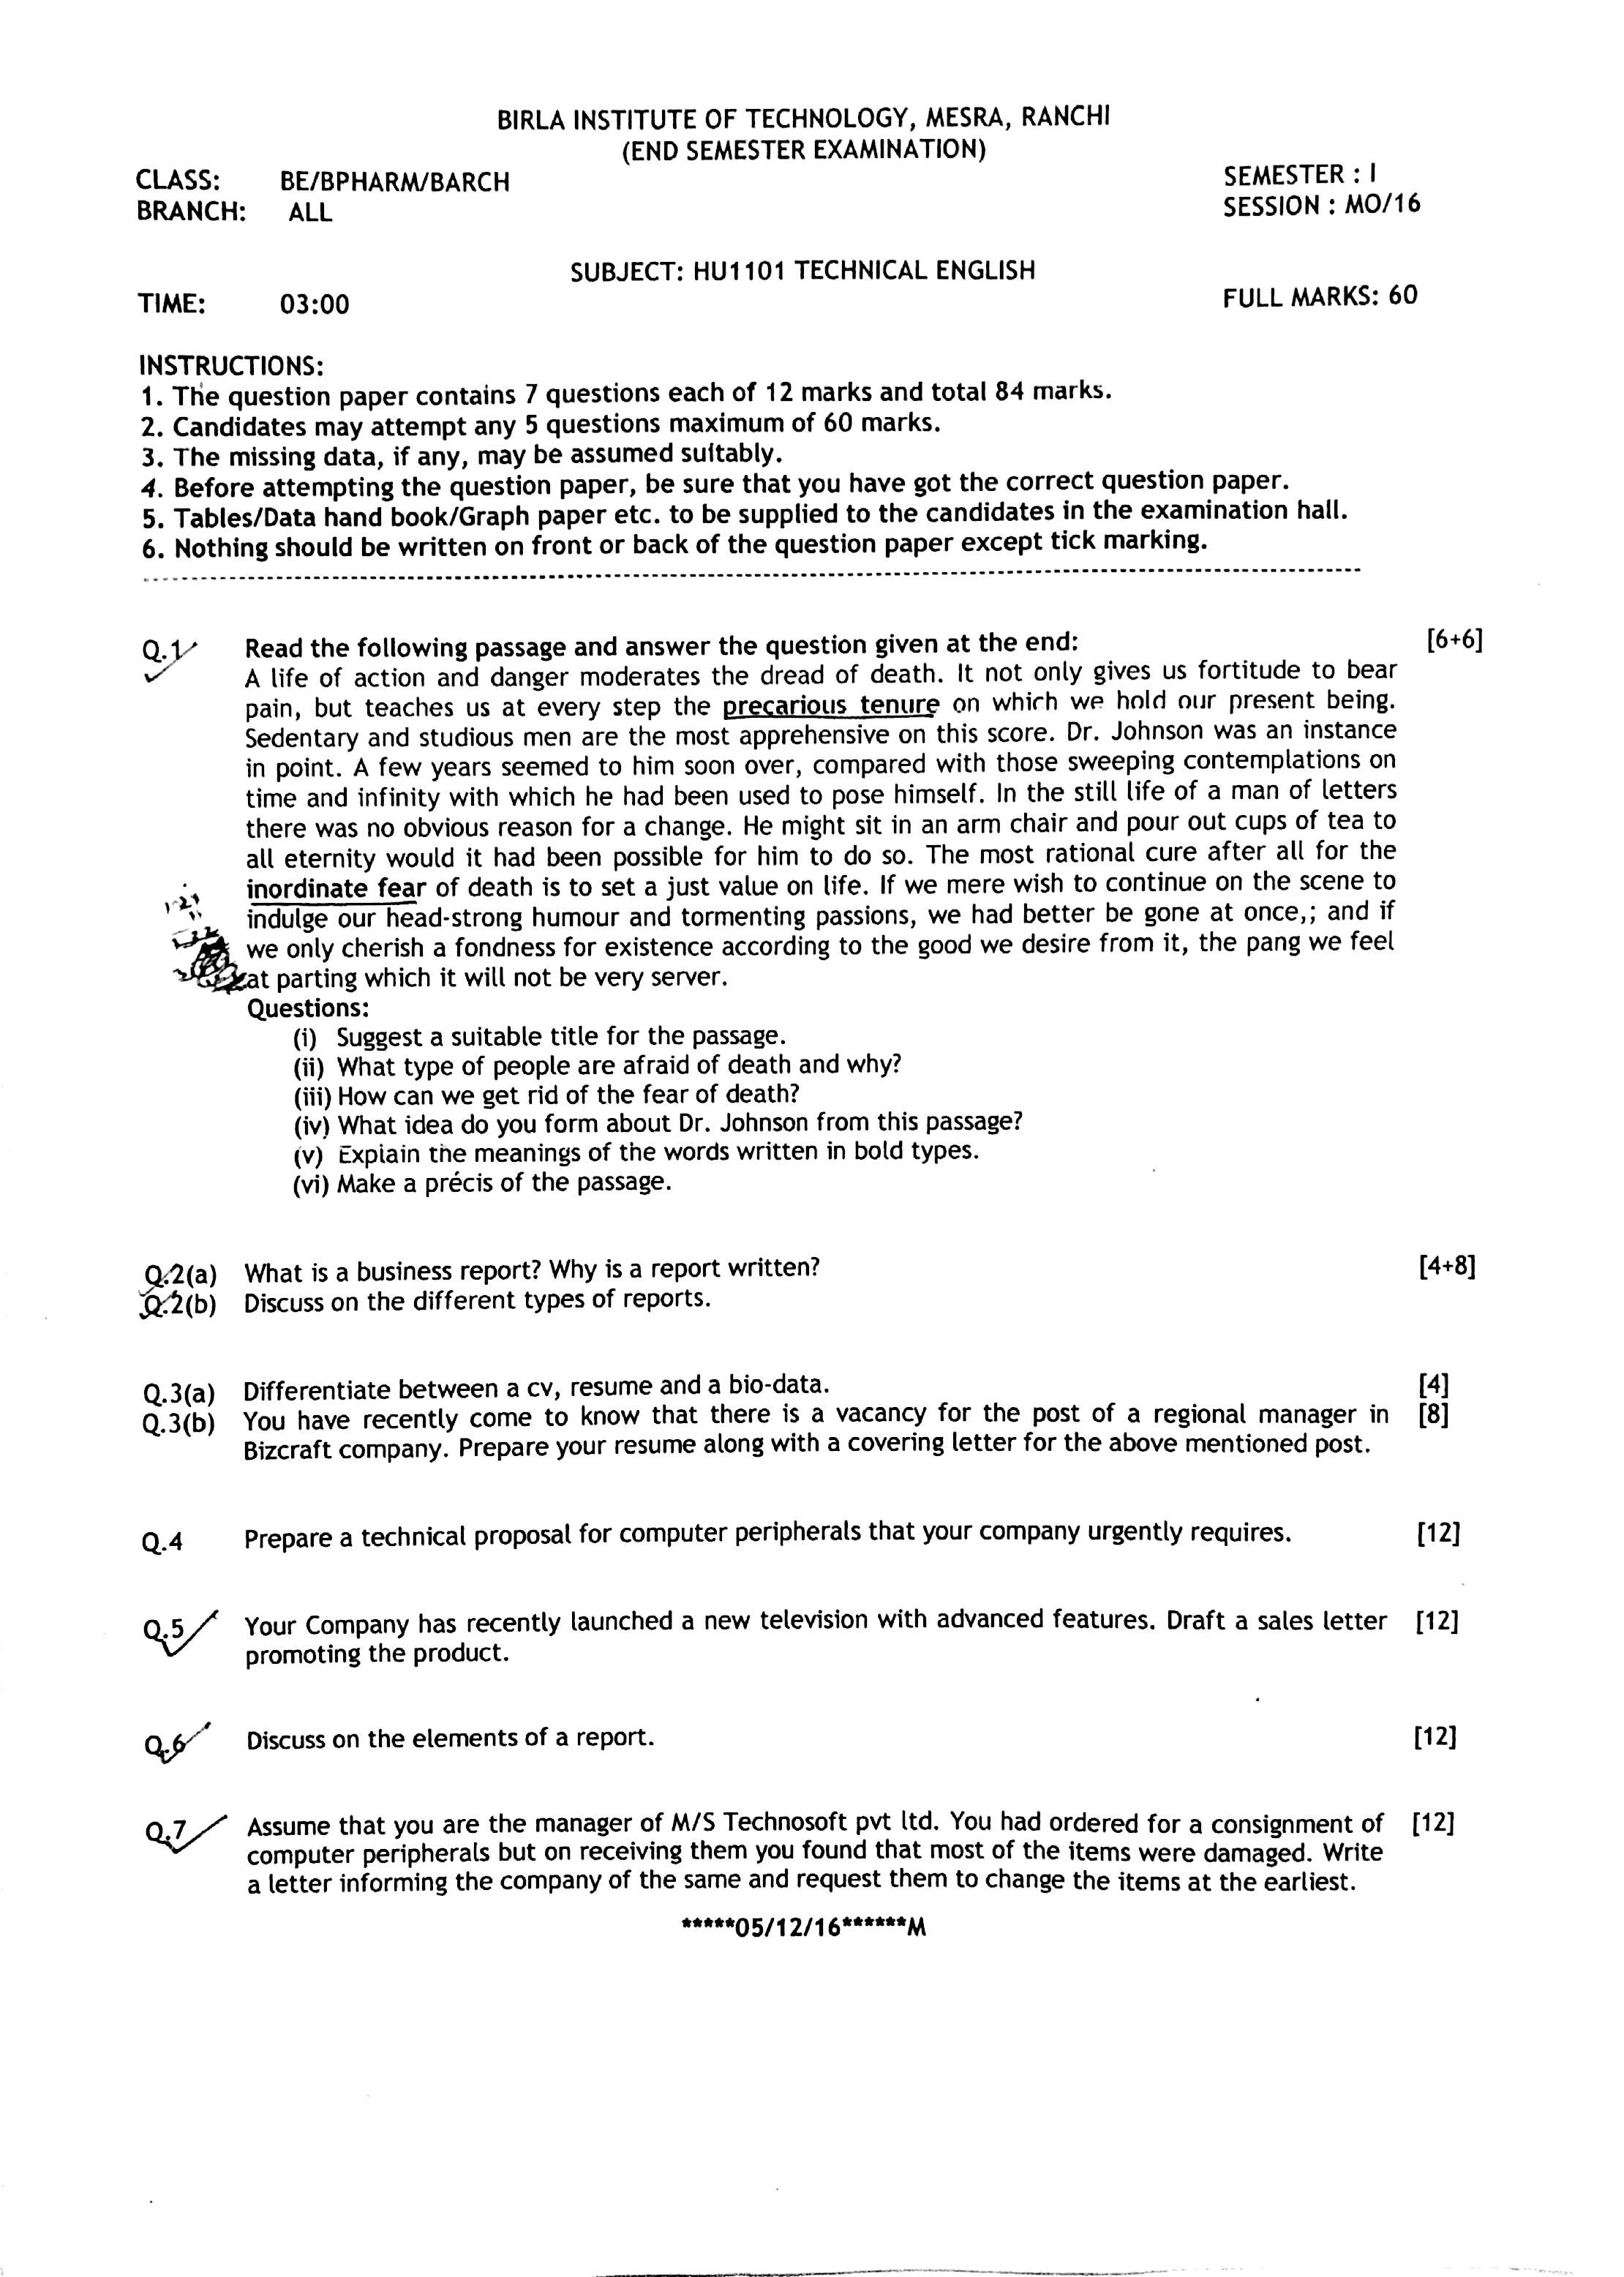 BIRLA INSTITUTE OF TECHNOLOGY, MESRA, RANCHI
(END SEMESTER EXAMINATION)
CLASS: BE/BPHARM/BARCH SEMESTER : I
BRANCH: ALL SESSION : MO/16
SUBJECT: HU1101 TECHNICAL ENGLISH
TIME: 03:00 FULL MARKS: 60
INSTRUCTIONS:
1. The question paper contains 7 questions each of 12 marks and total 84 marks.
2. Candidates may attempt any 5 questions maximum of 60 marks.
3. The missing data, if any, may be assumed suitably.
4. Before attempting the question paper, be sure that you have got the correct question paper.
5. Tables/Data hand book/Graph paper etc. to be supplied to the candidates in the examination hall.
6. Nothing should be written on front or back of the question paper except tick marking.
Q.1 Read the following passage and answer the question given at the end: [6+6]
A life of action and danger moderates the dread of death. It not only gives us fortitude to bear
pain, but teaches us at every step the precarious tenure on which we hold our present being.
Sedentary and studious men are the most apprehensive on this score. Dr. Johnson was an instance
in point. A few years seemed to him soon over, compared with those sweeping contemplations on
time and infinity with which he had been used to pose himself. In the still life of a man of letters
there was no obvious reason for a change. He might sit in an arm chair and pour out cups of tea to
all eternity would it had been possible for him to do so. The most rational cure after all for the
inordinate fear of death is to set a just value on life. If we mere wish to continue on the scene to
indulge our head-strong humour and tormenting passions, we had better be gone at once,; and if
we only cherish a fondness for existence according to the good we desire from it, the pang we feel
at parting which it will not be very server.
Questions:
(i) Suggest a suitable title for the passage.
(ii) What type of people are afraid of death and why?
(iii) How can we get rid of the fear of death?
(iv) What idea do you form about Dr. Johnson from this passage?
(v) Explain the meanings of the words written in bold types.
(vi) Make a précis of the passage.
Q.2(a) What is a business report? Why is a report written? [4+8]
Q.2(b) Discuss on the different types of reports.
Q.3(a) Differentiate between a cv, resume and a bio-data. [4]
Q.3(b) You have recently come to know that there is a vacancy for the post of a regional manager in [8]
Bizcraft company. Prepare your resume along with a covering letter for the above mentioned post.
Q.4 Prepare a technical proposal for computer peripherals that your company urgently requires. [12]
Q.5 Your Company has recently launched a new television with advanced features. Draft a sales letter [12]
promoting the product.
Q.6 Discuss on the elements of a report. [12]
Q.7 Assume that you are the manager of M/S Technosoft pvt ltd. You had ordered for a consignment of [12]
computer peripherals but on receiving them you found that most of the items were damaged. Write
a letter informing the company of the same and request them to change the items at the earliest.
*****05/12/16******M